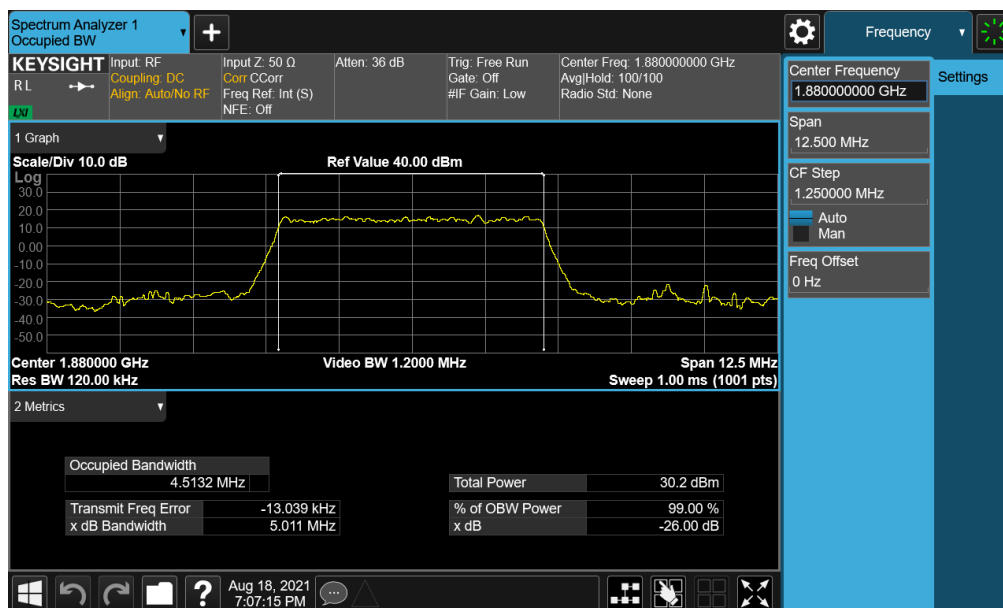 Spectrum Analyzer 1
Occupied BW
+
Frequency
KEYSIGHT
R L
LXI
Input: RF
Coupling: DC
Align: Auto/No RF
Input Z: 50 Ω
Corr CCorr
Freq Ref: Int (S)
NFE: Off
Atten: 36 dB
Trig: Free Run
Gate: Off
#IF Gain: Low
Center Freq: 1.880000000 GHz
Avg|Hold: 100/100
Radio Std: None
Center Frequency
1.880000000 GHz
Settings
Span
12.500 MHz
CF Step
1.250000 MHz
Auto
Man
Freq Offset
0 Hz
1 Graph
Scale/Div 10.0 dB
Ref Value 40.00 dBm
Log
30.0
20.0
10.0
0.00
-10.0
-20.0
-30.0
-40.0
-50.0
Center 1.880000 GHz
Video BW 1.2000 MHz
Span 12.5 MHz
Res BW 120.00 kHz
Sweep 1.00 ms (1001 pts)
2 Metrics
Occupied Bandwidth
4.5132 MHz
Transmit Freq Error -13.039 kHz
x dB Bandwidth 5.011 MHz
Total Power 30.2 dBm
% of OBW Power 99.00 %
x dB -26.00 dB
?
Aug 18, 2021
7:07:15 PM